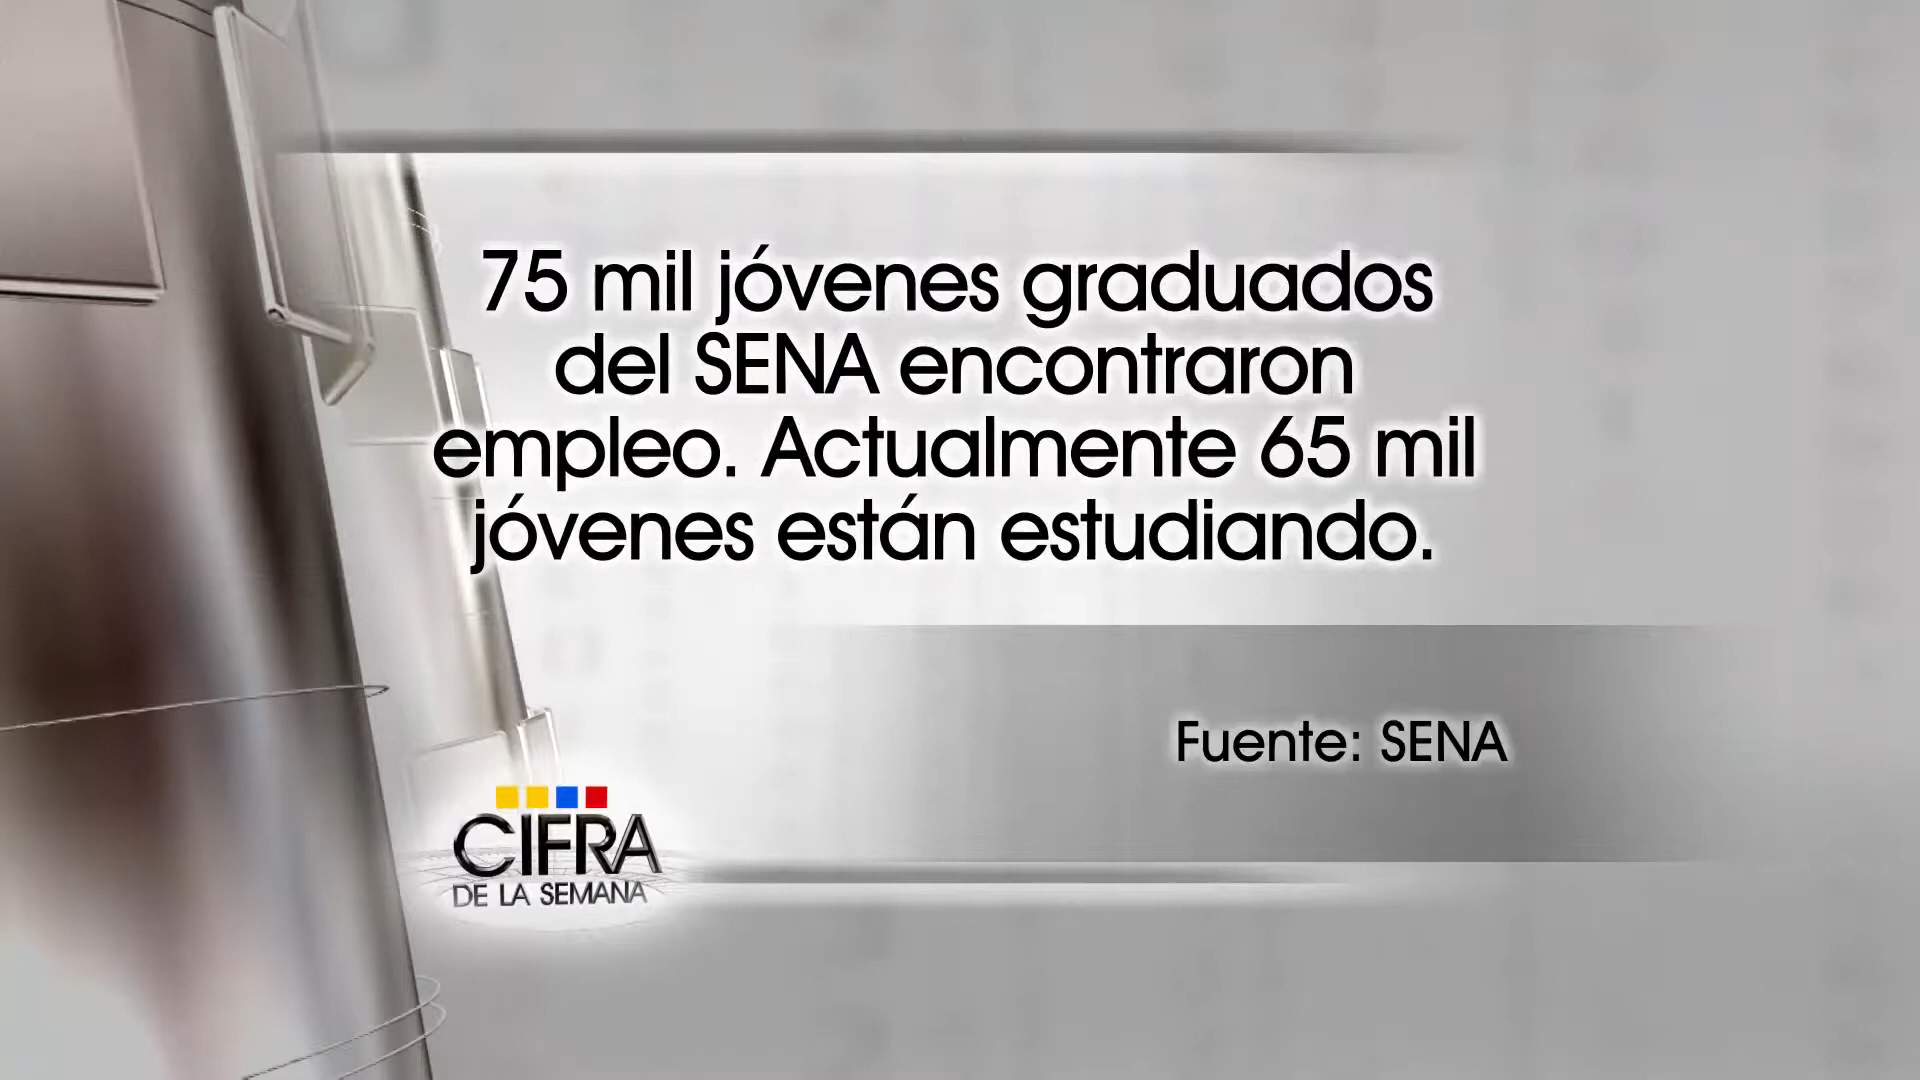 75 mil jóvenes graduados
del SENA encontraron
empleo. Actualmente 65 mil
jóvenes están estudiando.
Fuente: SENA
CIFRA
DE LA SEMANA